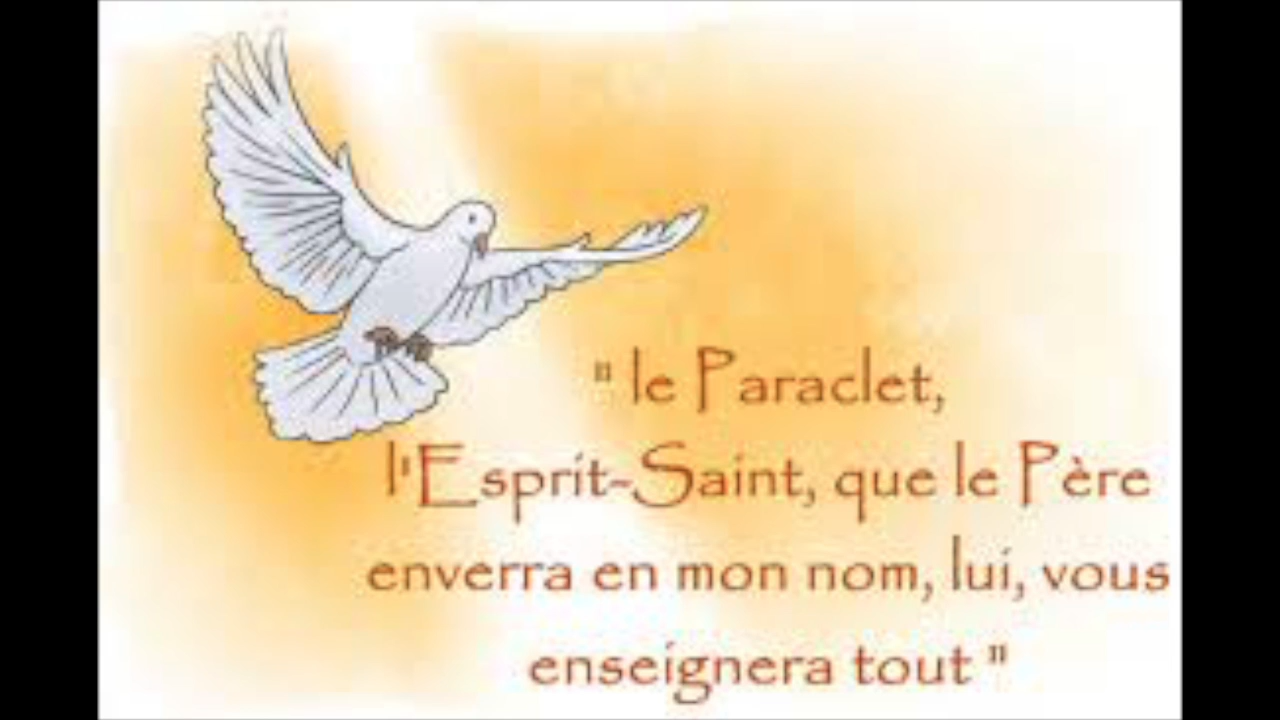 " le Paraclet,
l'Esprit-Saint, que le Père
enverra en mon nom, lui, vous
enseignera tout "